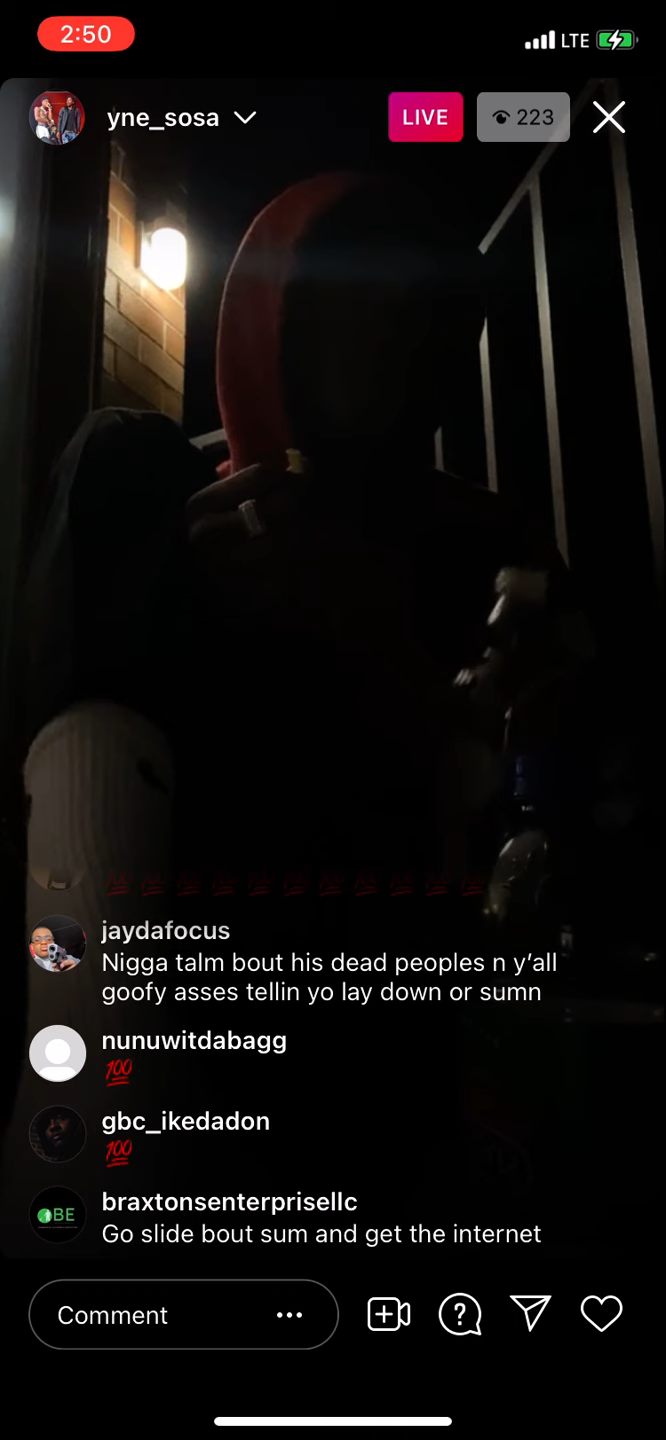 2:50
LTE
yne_sosa
LIVE
223
jaydafocus
Nigga talm bout his dead peoples n y’all
goofy asses tellin yo lay down or sumn
nunuwitdabagg
💯
gbc_ikedadon
💯
BE
braxtonsenterprisellc
Go slide bout sum and get the internet
Comment